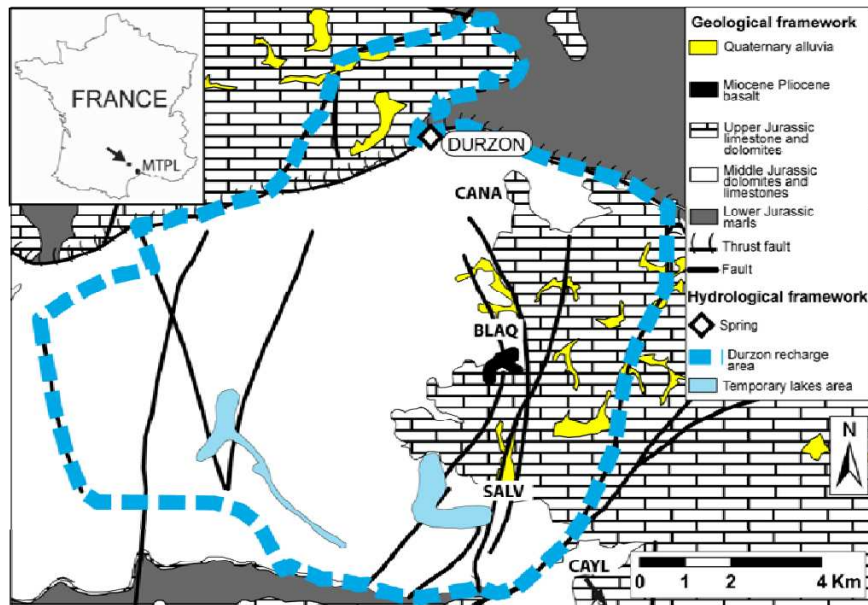 FRANCE
MTPL
DURZON
CANA
BLAQ
SALV
CAYL
Geological framework
Quaternary alluvia
Miocene Pliocene
basalt
Upper Jurassic
limestone and
dolomites
Middle Jurassic
dolomites and
limestones
Lower Jurassic
marls
Thrust fault
Fault
Hydrological framework
Spring
Durzon recharge
area
Temporary lakes area
N
0 1 2 4 Km